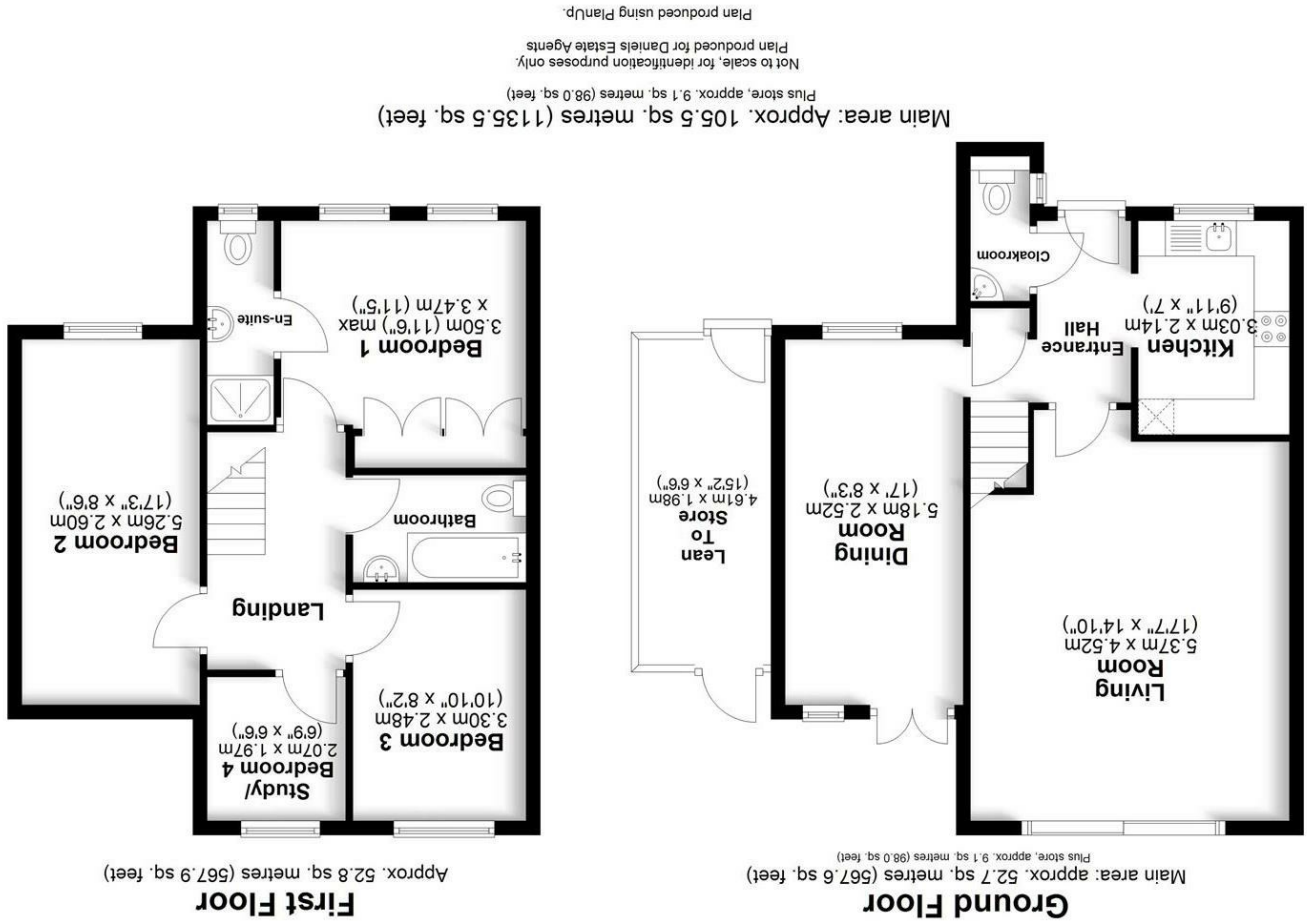 Ground Floor
Main area: approx. 52.7 sq. metres (567.6 sq. feet)
Plus store, approx. 9.1 sq. metres (98.0 sq. feet)
Living
Room
5.37m x 4.52m
(17'7" x 14'10")
Dining
Room
5.18m x 2.52m
(17' x 8'3")
Lean
To
Store
4.61m x 1.98m
(15'2" x 6'6")
Kitchen
3.03m x 2.14m
(9'11" x 7')
Entrance
Hall
Cloakroom
First Floor
Approx. 52.8 sq. metres (567.9 sq. feet)
Bedroom 3
3.30m x 2.48m
(10'10" x 8'2")
Study/
Bedroom 4
2.07m x 1.97m
(6'9" x 6'6")
Landing
Bathroom
Bedroom 2
5.26m x 2.60m
(17'3" x 8'6")
Bedroom 1
3.50m (11'6") max
x 3.47m (11'5")
En-suite
Main area: Approx. 105.5 sq. metres (1135.5 sq. feet)
Plus store, approx. 9.1 sq. metres (98.0 sq. feet)
Not to scale, for identification purposes only.
Plan produced for Daniels Estate Agents
Plan produced using PlanUp.